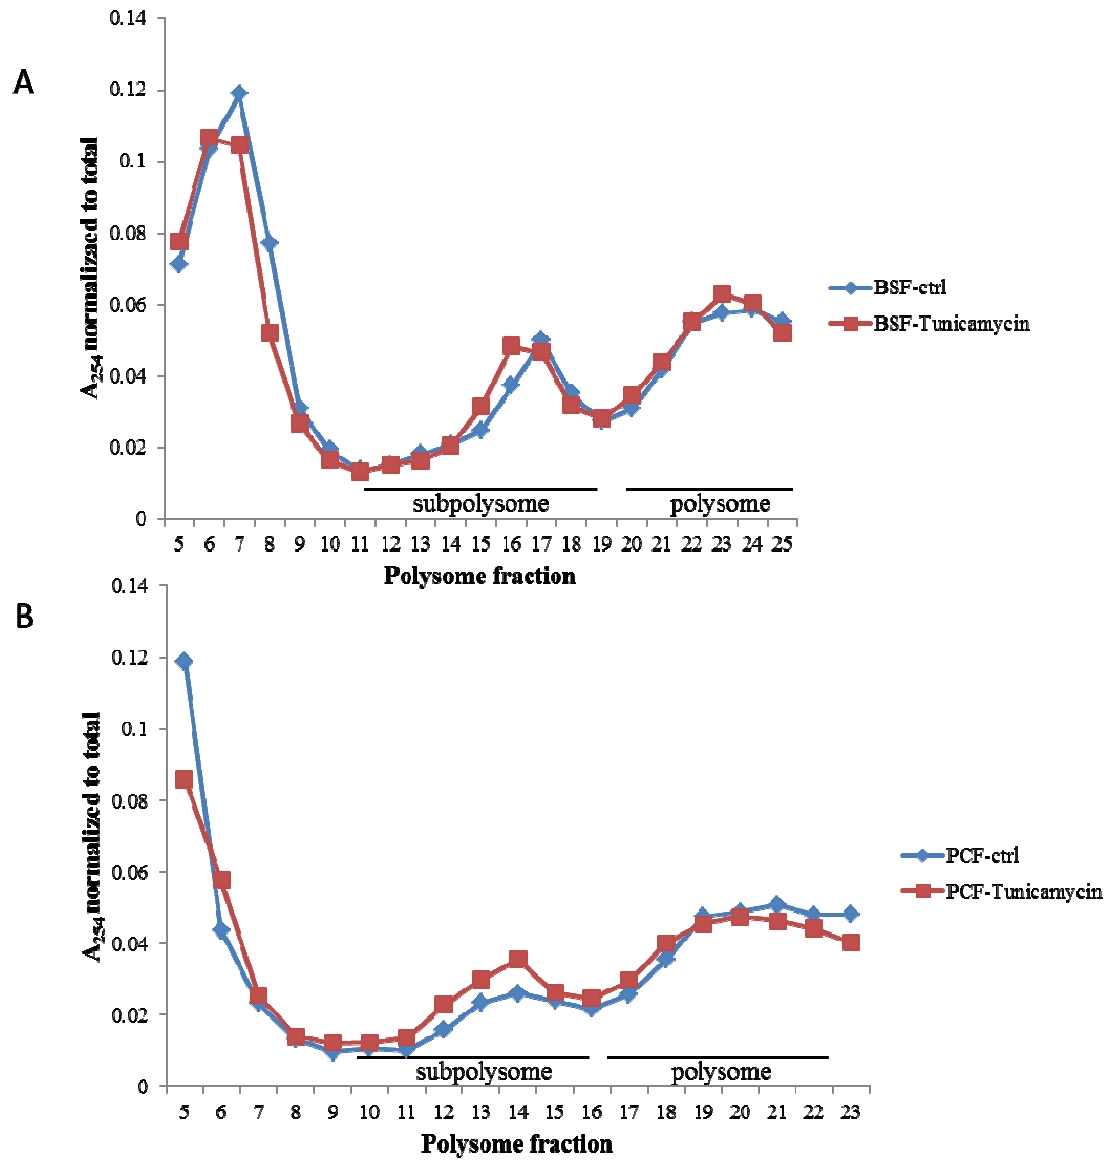 A
0.14
0.12
0.1
0.08
0.06
0.04
0.02
0
A254 normalizaed to total
BSF-ctrl
BSF-Tunicamycin
subpolysome
polysome
5 6 7 8 9 10 11 12 13 14 15 16 17 18 19 20 21 22 23 24 25
Polysome fraction
B
0.14
0.12
0.1
0.08
0.06
0.04
0.02
0
A254 normalized to total
PCF-ctrl
PCF-Tunicamycin
subpolysome
polysome
5 6 7 8 9 10 11 12 13 14 15 16 17 18 19 20 21 22 23
Polysome fraction